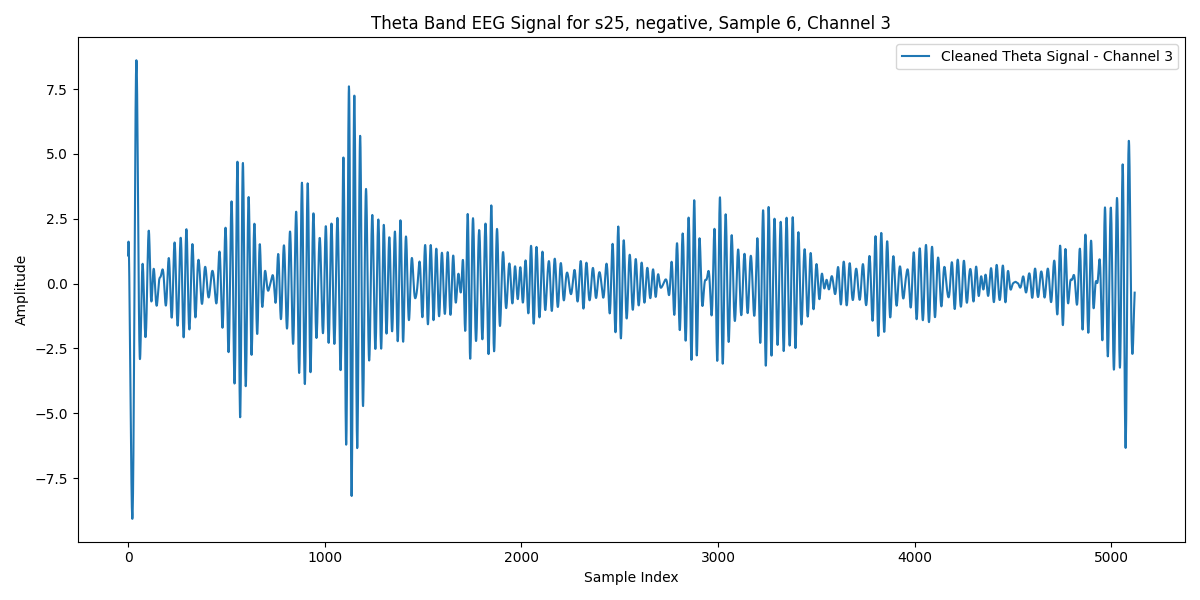 Theta Band EEG Signal for s25, negative, Sample 6, Channel 3
Cleaned Theta Signal - Channel 3
Amplitude
7.5
5.0
2.5
0.0
−2.5
−5.0
−7.5
0 1000 2000 3000 4000 5000
Sample Index